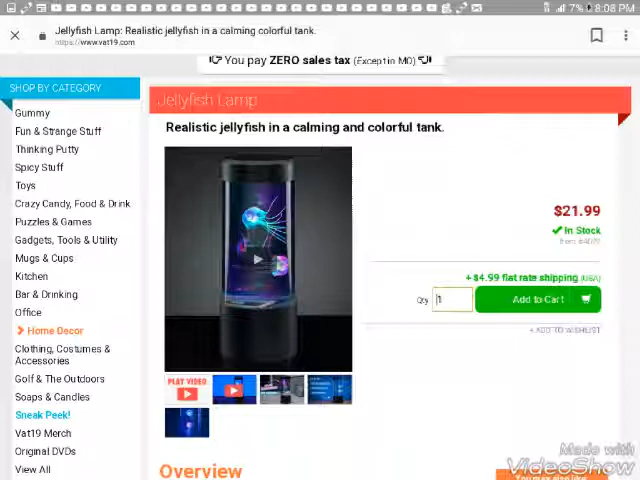 7% 8:08 PM
Jellyfish Lamp: Realistic jellyfish in a calming colorful tank.
https://www.vat19.com
You pay ZERO sales tax (Except in MO)
SHOP BY CATEGORY
Gummy
Fun & Strange Stuff
Thinking Putty
Spicy Stuff
Toys
Crazy Candy, Food & Drink
Puzzles & Games
Gadgets, Tools & Utility
Mugs & Cups
Kitchen
Bar & Drinking
Office
Home Decor
Clothing, Costumes &
Accessories
Golf & The Outdoors
Soaps & Candles
Sneak Peek!
Vat19 Merch
Original DVDs
View All
Jellyfish Lamp
Realistic jellyfish in a calming and colorful tank.
$21.99
In Stock
+ $4.99 flat rate shipping (USA)
Qty 1 Add to Cart
+ ADD TO WISHLIST
PLAY VIDEO
Overview
You may also like
Made with
VideoShow